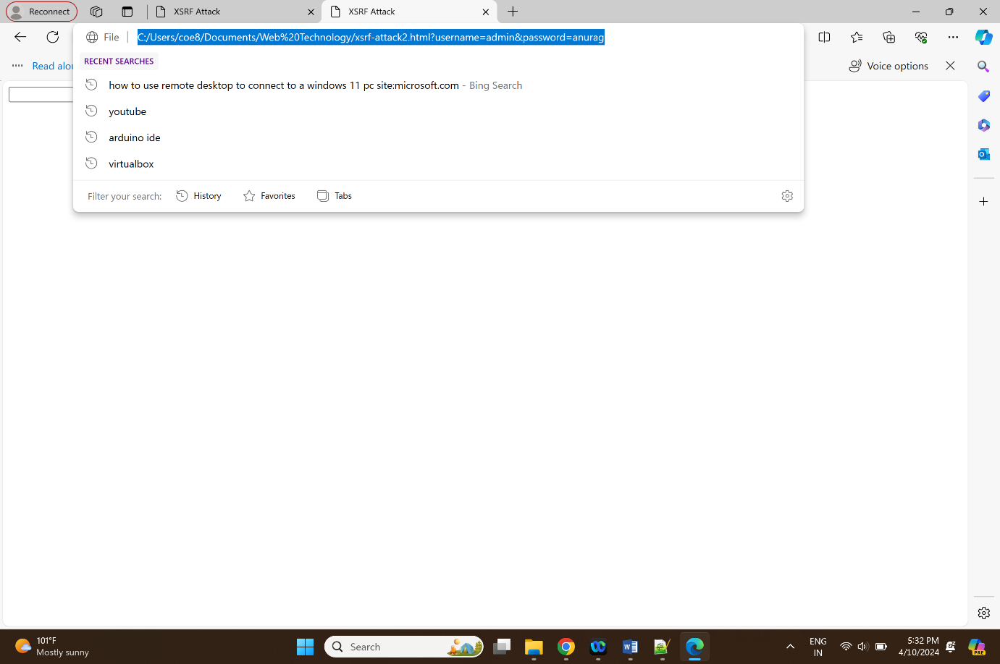 Reconnect
XSRF Attack
XSRF Attack
File
C:/Users/coe8/Documents/Web%20Technology/xsrf-attack2.html?username=admin&password=anurag
Read alou
Voice options
RECENT SEARCHES
how to use remote desktop to connect to a windows 11 pc site:microsoft.com - Bing Search
youtube
arduino ide
virtualbox
Filter your search: History Favorites Tabs
101°F
Mostly sunny
Search
ENG
IN
5:32 PM
4/10/2024
PRE